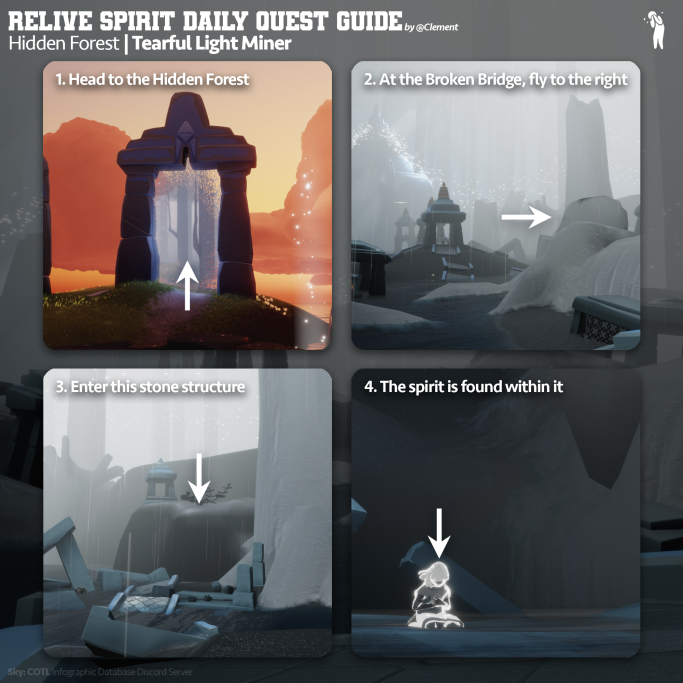 RELIVE SPIRIT DAILY QUEST GUIDE by @Clement
Hidden Forest | Tearful Light Miner
1. Head to the Hidden Forest
2. At the Broken Bridge, fly to the right
3. Enter this stone structure
4. The spirit is found within it
Sky: COTL Infographic Database Discord Server